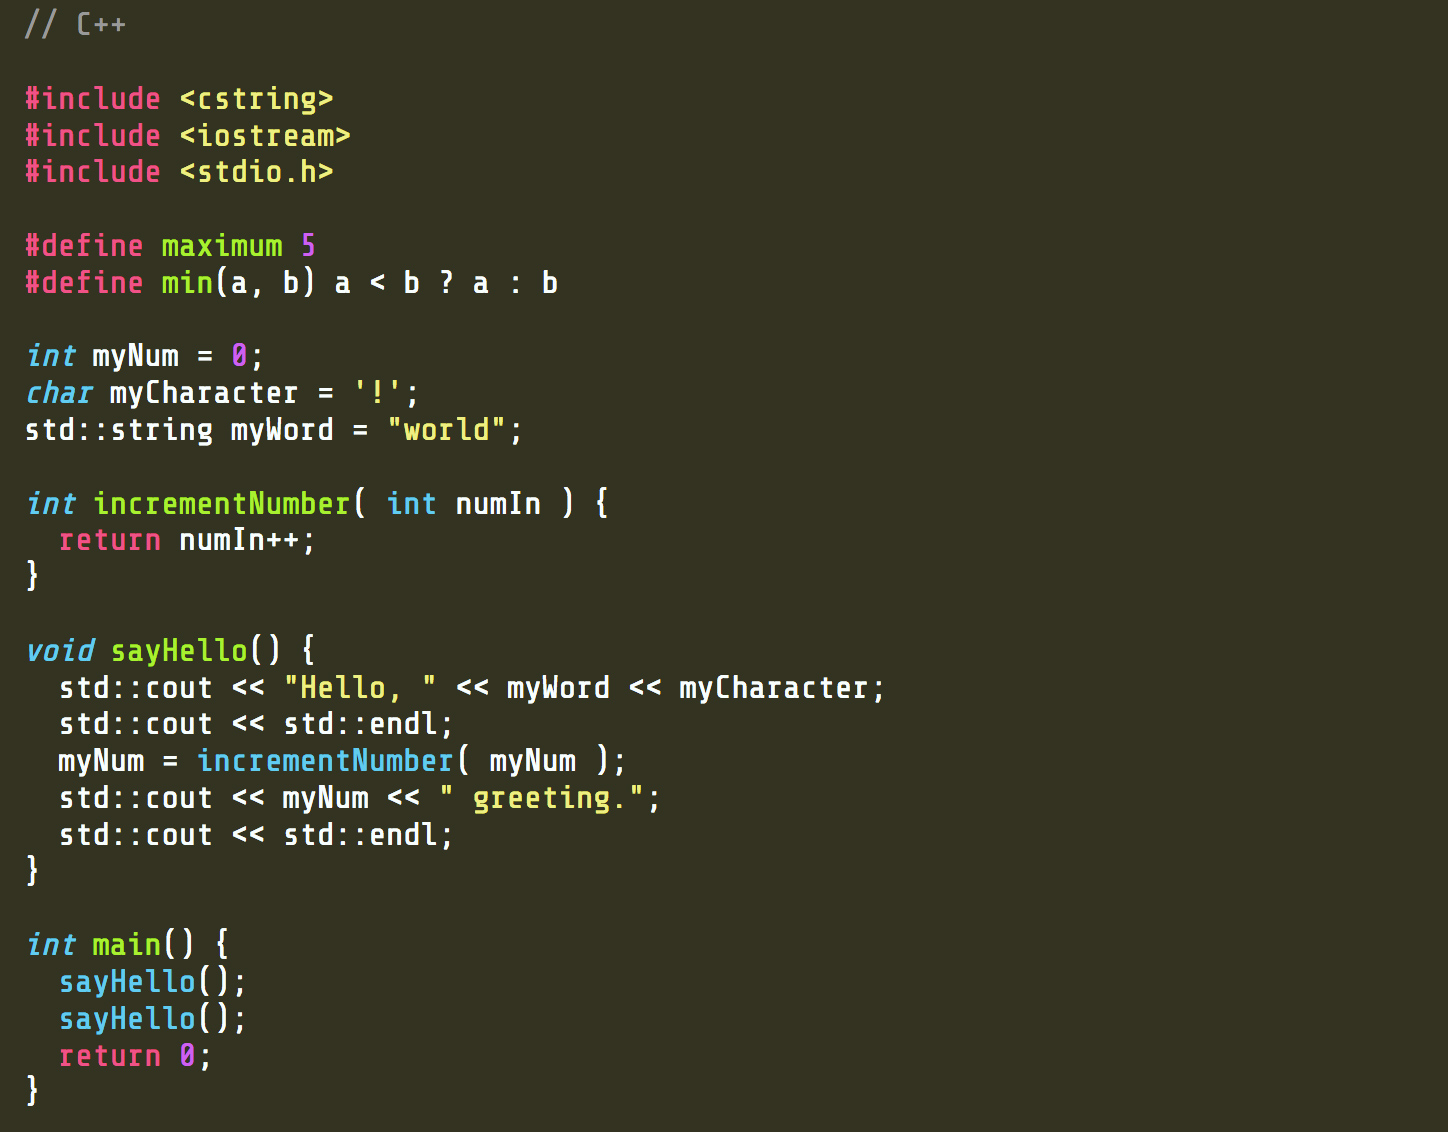 // C++

#include <cstring>
#include <iostream>
#include <stdio.h>

#define maximum 5
#define min(a, b) a < b ? a : b

int myNum = 0;
char myCharacter = '!';
std::string myWord = "world";

int incrementNumber( int numIn ) {
  return numIn++;
}

void sayHello() {
  std::cout << "Hello, " << myWord << myCharacter;
  std::cout << std::endl;
  myNum = incrementNumber( myNum );
  std::cout << myNum << " greeting.";
  std::cout << std::endl;
}

int main() {
  sayHello();
  sayHello();
  return 0;
}